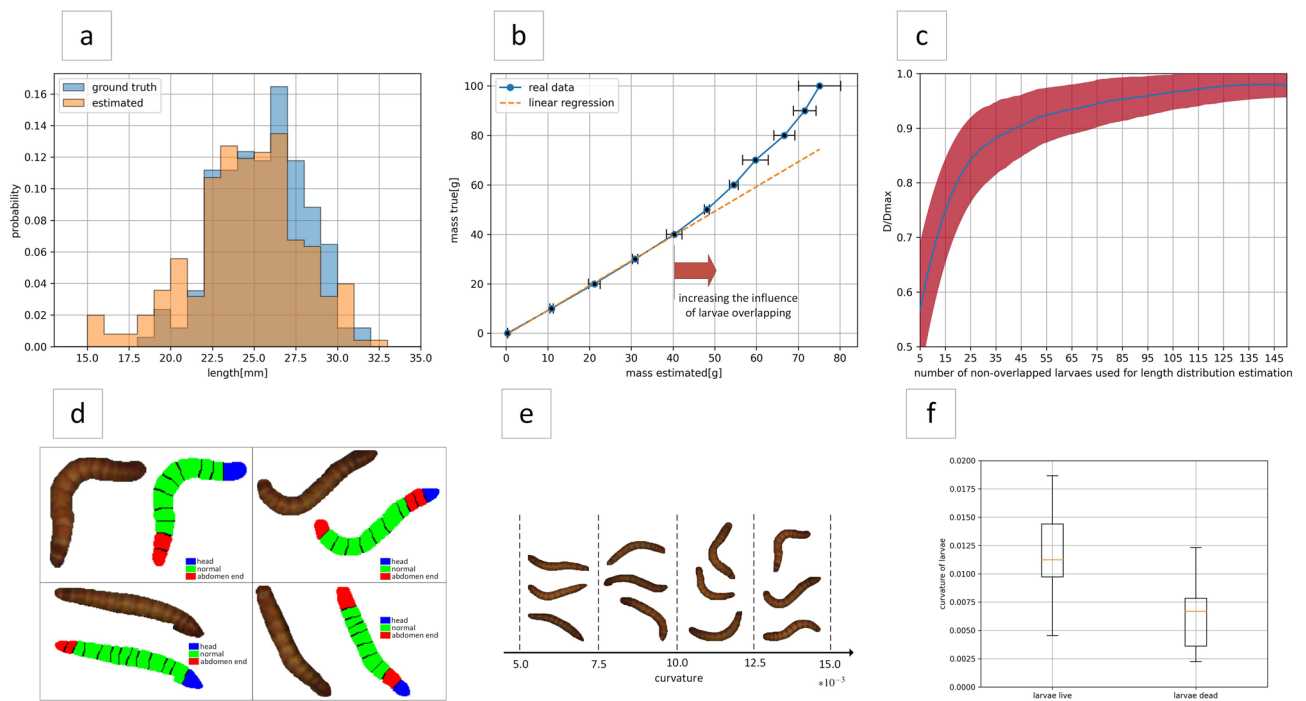 a
ground truth
estimated
probability
0.16
0.14
0.12
0.10
0.08
0.06
0.04
0.02
0.00
15.0 17.5 20.0 22.5 25.0 27.5 30.0 32.5 35.0
length[mm]
b
real data
linear regression
mass true[g]
100
80
60
40
20
0
increasing the influence
of larvae overlapping
0 10 20 30 40 50 60 70 80
mass estimated[g]
c
D/Dmax
1.0
0.9
0.8
0.7
0.6
0.5
5 15 25 35 45 55 65 75 85 95 105 115 125 135 150
number of non-overlapped larvaes used for length distribution estimation
d
head
normal
abdomen end
head
normal
abdomen end
head
normal
abdomen end
head
normal
abdomen end
e
5.0 7.5 10.0 12.5 15.0
curvature
*10⁻³
f
curvature of larvae
0.0200
0.0175
0.0150
0.0125
0.0100
0.0075
0.0050
0.0025
0.0000
larvae live larvae dead